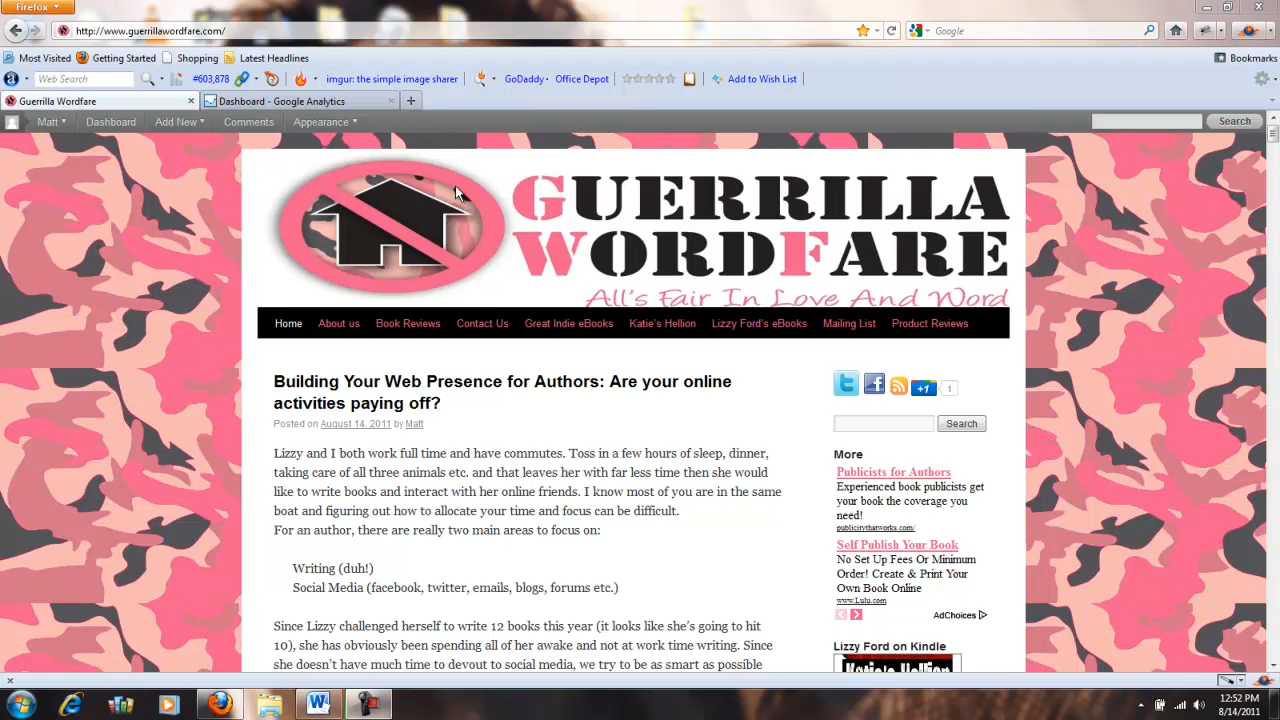 Firefox
http://www.guerrillawordfare.com/
Google
Most Visited Getting Started Shopping Latest Headlines
Bookmarks
Web Search
#603,878
imgur: the simple image sharer
GoDaddy Office Depot
Add to Wish List
Guerrilla Wordfare
Dashboard - Google Analytics
Matt Dashboard Add New Comments Appearance
Search
GUERRILLA
WORDFARE
All's Fair In Love And Word
Home About us Book Reviews Contact Us Great Indie eBooks Katie's Hellion Lizzy Ford's eBooks Mailing List Product Reviews
Building Your Web Presence for Authors: Are your online
activities paying off?
Posted on August 14, 2011 by Matt
Lizzy and I both work full time and have commutes. Toss in a few hours of sleep, dinner,
taking care of all three animals etc. and that leaves her with far less time then she would
like to write books and interact with her online friends. I know most of you are in the same
boat and figuring out how to allocate your time and focus can be difficult.
For an author, there are really two main areas to focus on:
Writing (duh!)
Social Media (facebook, twitter, emails, blogs, forums etc.)
Since Lizzy challenged herself to write 12 books this year (it looks like she's going to hit
10), she has obviously been spending all of her awake and not at work time writing. Since
she doesn't have much time to devout to social media, we try to be as smart as possible
+1 1
Search
More
Publicists for Authors
Experienced book publicists get
your book the coverage you
need!
publicitythatworks.com/
Self Publish Your Book
No Set Up Fees Or Minimum
Order! Create & Print Your
Own Book Online
www.Lulu.com
AdChoices
Lizzy Ford on Kindle
Katie's Hellion
12:52 PM
8/14/2011